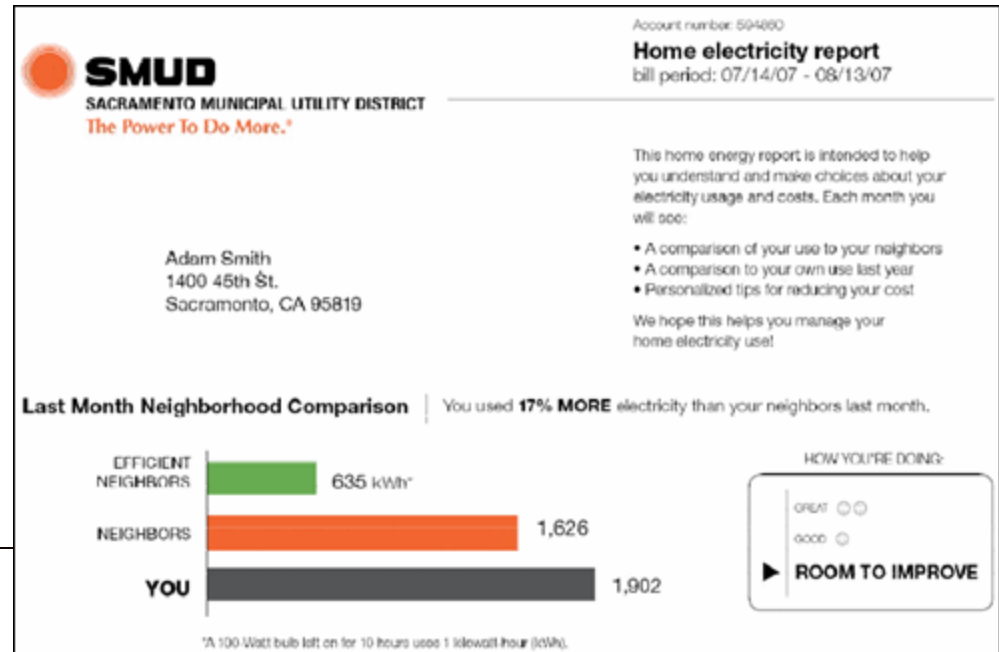 Account number: 594860
Home electricity report
bill period: 07/14/07 - 08/13/07
SMUD
SACRAMENTO MUNICIPAL UTILITY DISTRICT
The Power To Do More.®
This home energy report is intended to help
you understand and make choices about your
electricity usage and costs. Each month you
will see:
• A comparison of your use to your neighbors
• A comparison to your own use last year
• Personalized tips for reducing your cost
We hope this helps you manage your
home electricity use!
Adam Smith
1400 45th St.
Sacramento, CA 95819
Last Month Neighborhood Comparison
You used 17% MORE electricity than your neighbors last month.
EFFICIENT
NEIGHBORS
635 kWh*
NEIGHBORS
1,626
YOU
1,902
HOW YOU'RE DOING:
GREAT
GOOD
ROOM TO IMPROVE
*A 100-Watt bulb left on for 10 hours uses 1 kilowatt-hour (kWh).